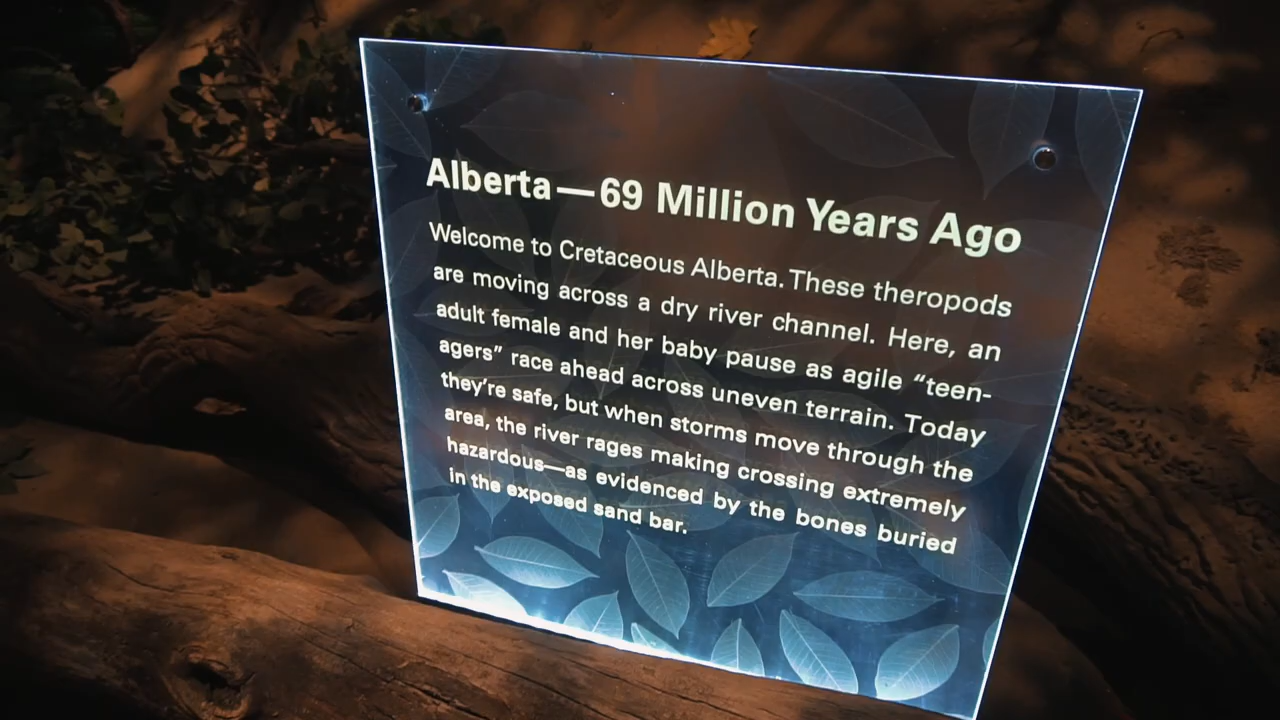 Alberta—69 Million Years Ago
Welcome to Cretaceous Alberta. These theropods
are moving across a dry river channel. Here, an
adult female and her baby pause as agile “teen-
agers” race ahead across uneven terrain. Today
they’re safe, but when storms move through the
area, the river rages making crossing extremely
hazardous—as evidenced by the bones buried
in the exposed sand bar.